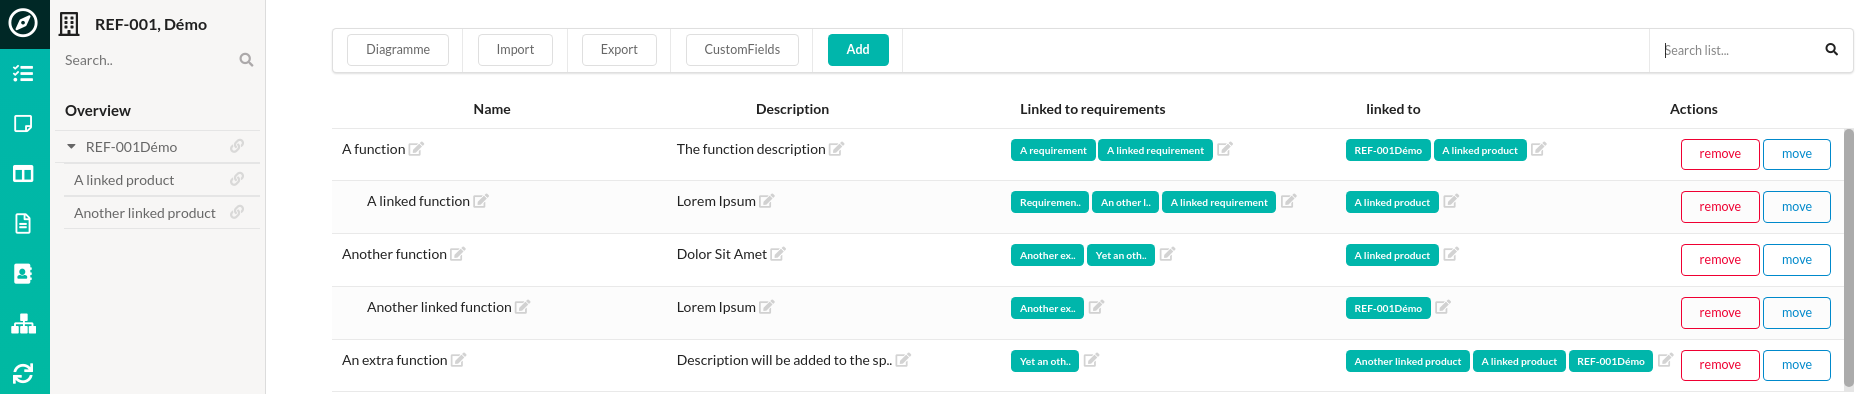 REF-001, Démo
Search..
Overview
REF-001Démo
A linked product
Another linked product
Diagramme Import Export CustomFields Add Search list...
Name Description Linked to requirements linked to Actions
A function The function description A requirement A linked requirement REF-001Démo A linked product remove move
A linked function Lorem Ipsum Requiremen.. An other l.. A linked requirement A linked product remove move
Another function Dolor Sit Amet Another ex.. Yet an oth.. A linked product remove move
Another linked function Lorem Ipsum Another ex.. REF-001Démo remove move
An extra function Description will be added to the sp.. Yet an oth.. Another linked product A linked product REF-001Démo remove move